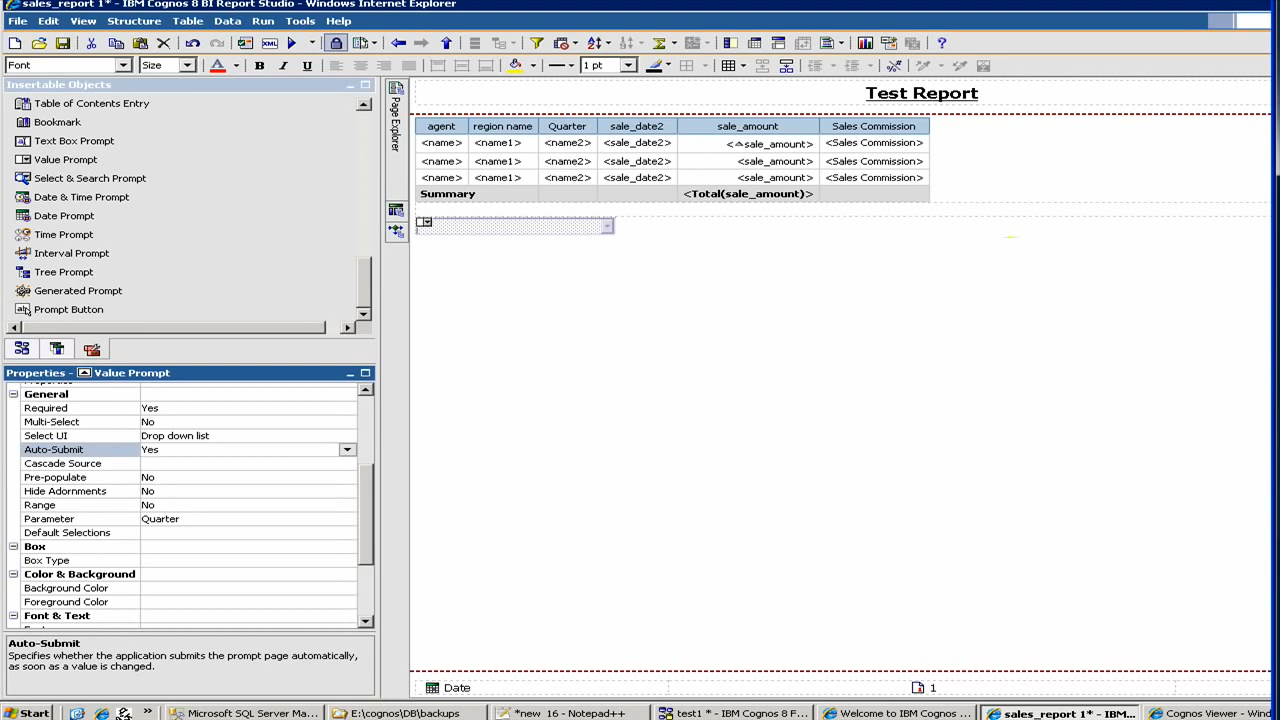 sales_report 1* - IBM Cognos 8 BI Report Studio - Windows Internet Explorer
File Edit View Structure Table Data Run Tools Help
XML
Font Size A B I U 1 pt
Insertable Objects
Table of Contents Entry
Bookmark
Text Box Prompt
Value Prompt
Select & Search Prompt
Date & Time Prompt
Date Prompt
Time Prompt
Interval Prompt
Tree Prompt
Generated Prompt
Prompt Button
Properties - Value Prompt
General
Required Yes
Multi-Select No
Select UI Drop down list
Auto-Submit Yes
Cascade Source
Pre-populate No
Hide Adornments No
Range No
Parameter Quarter
Default Selections
Box
Box Type
Color & Background
Background Color
Foreground Color
Font & Text
Auto-Submit
Specifies whether the application submits the prompt page automatically,
as soon as a value is changed.
Page Explorer
Test Report
agent region name Quarter sale_date2 sale_amount Sales Commission
<name> <name1> <name2> <sale_date2> <sale_amount> <Sales Commission>
<name> <name1> <name2> <sale_date2> <sale_amount> <Sales Commission>
<name> <name1> <name2> <sale_date2> <sale_amount> <Sales Commission>
Summary <Total(sale_amount)>
Date 1
Start » Microsoft SQL Server Ma... E:\cognos\DB\backups *new 16 - Notepad++ test1 * - IBM Cognos 8 F... Welcome to IBM Cognos ... sales_report 1* - IBM... Cognos Viewer - Wind